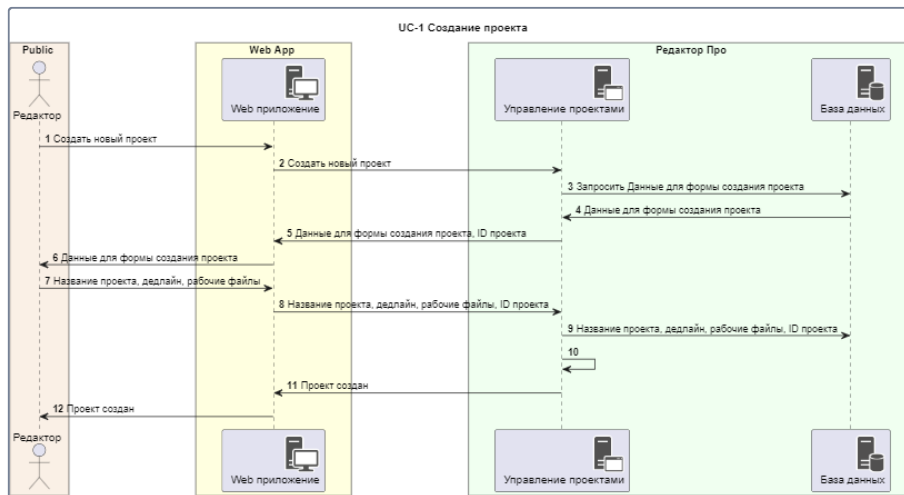 UC-1 Создание проекта
Public
Web App
Редактор Про
Редактор
Web приложение
Управление проектами
База данных
1 Создать новый проект
2 Создать новый проект
3 Запросить Данные для формы создания проекта
4 Данные для формы создания проекта
5 Данные для формы создания проекта, ID проекта
6 Данные для формы создания проекта
7 Название проекта, дедлайн, рабочие файлы
8 Название проекта, дедлайн, рабочие файлы, ID проекта
9 Название проекта, дедлайн, рабочие файлы, ID проекта
10
11 Проект создан
12 Проект создан
Редактор
Web приложение
Управление проектами
База данных